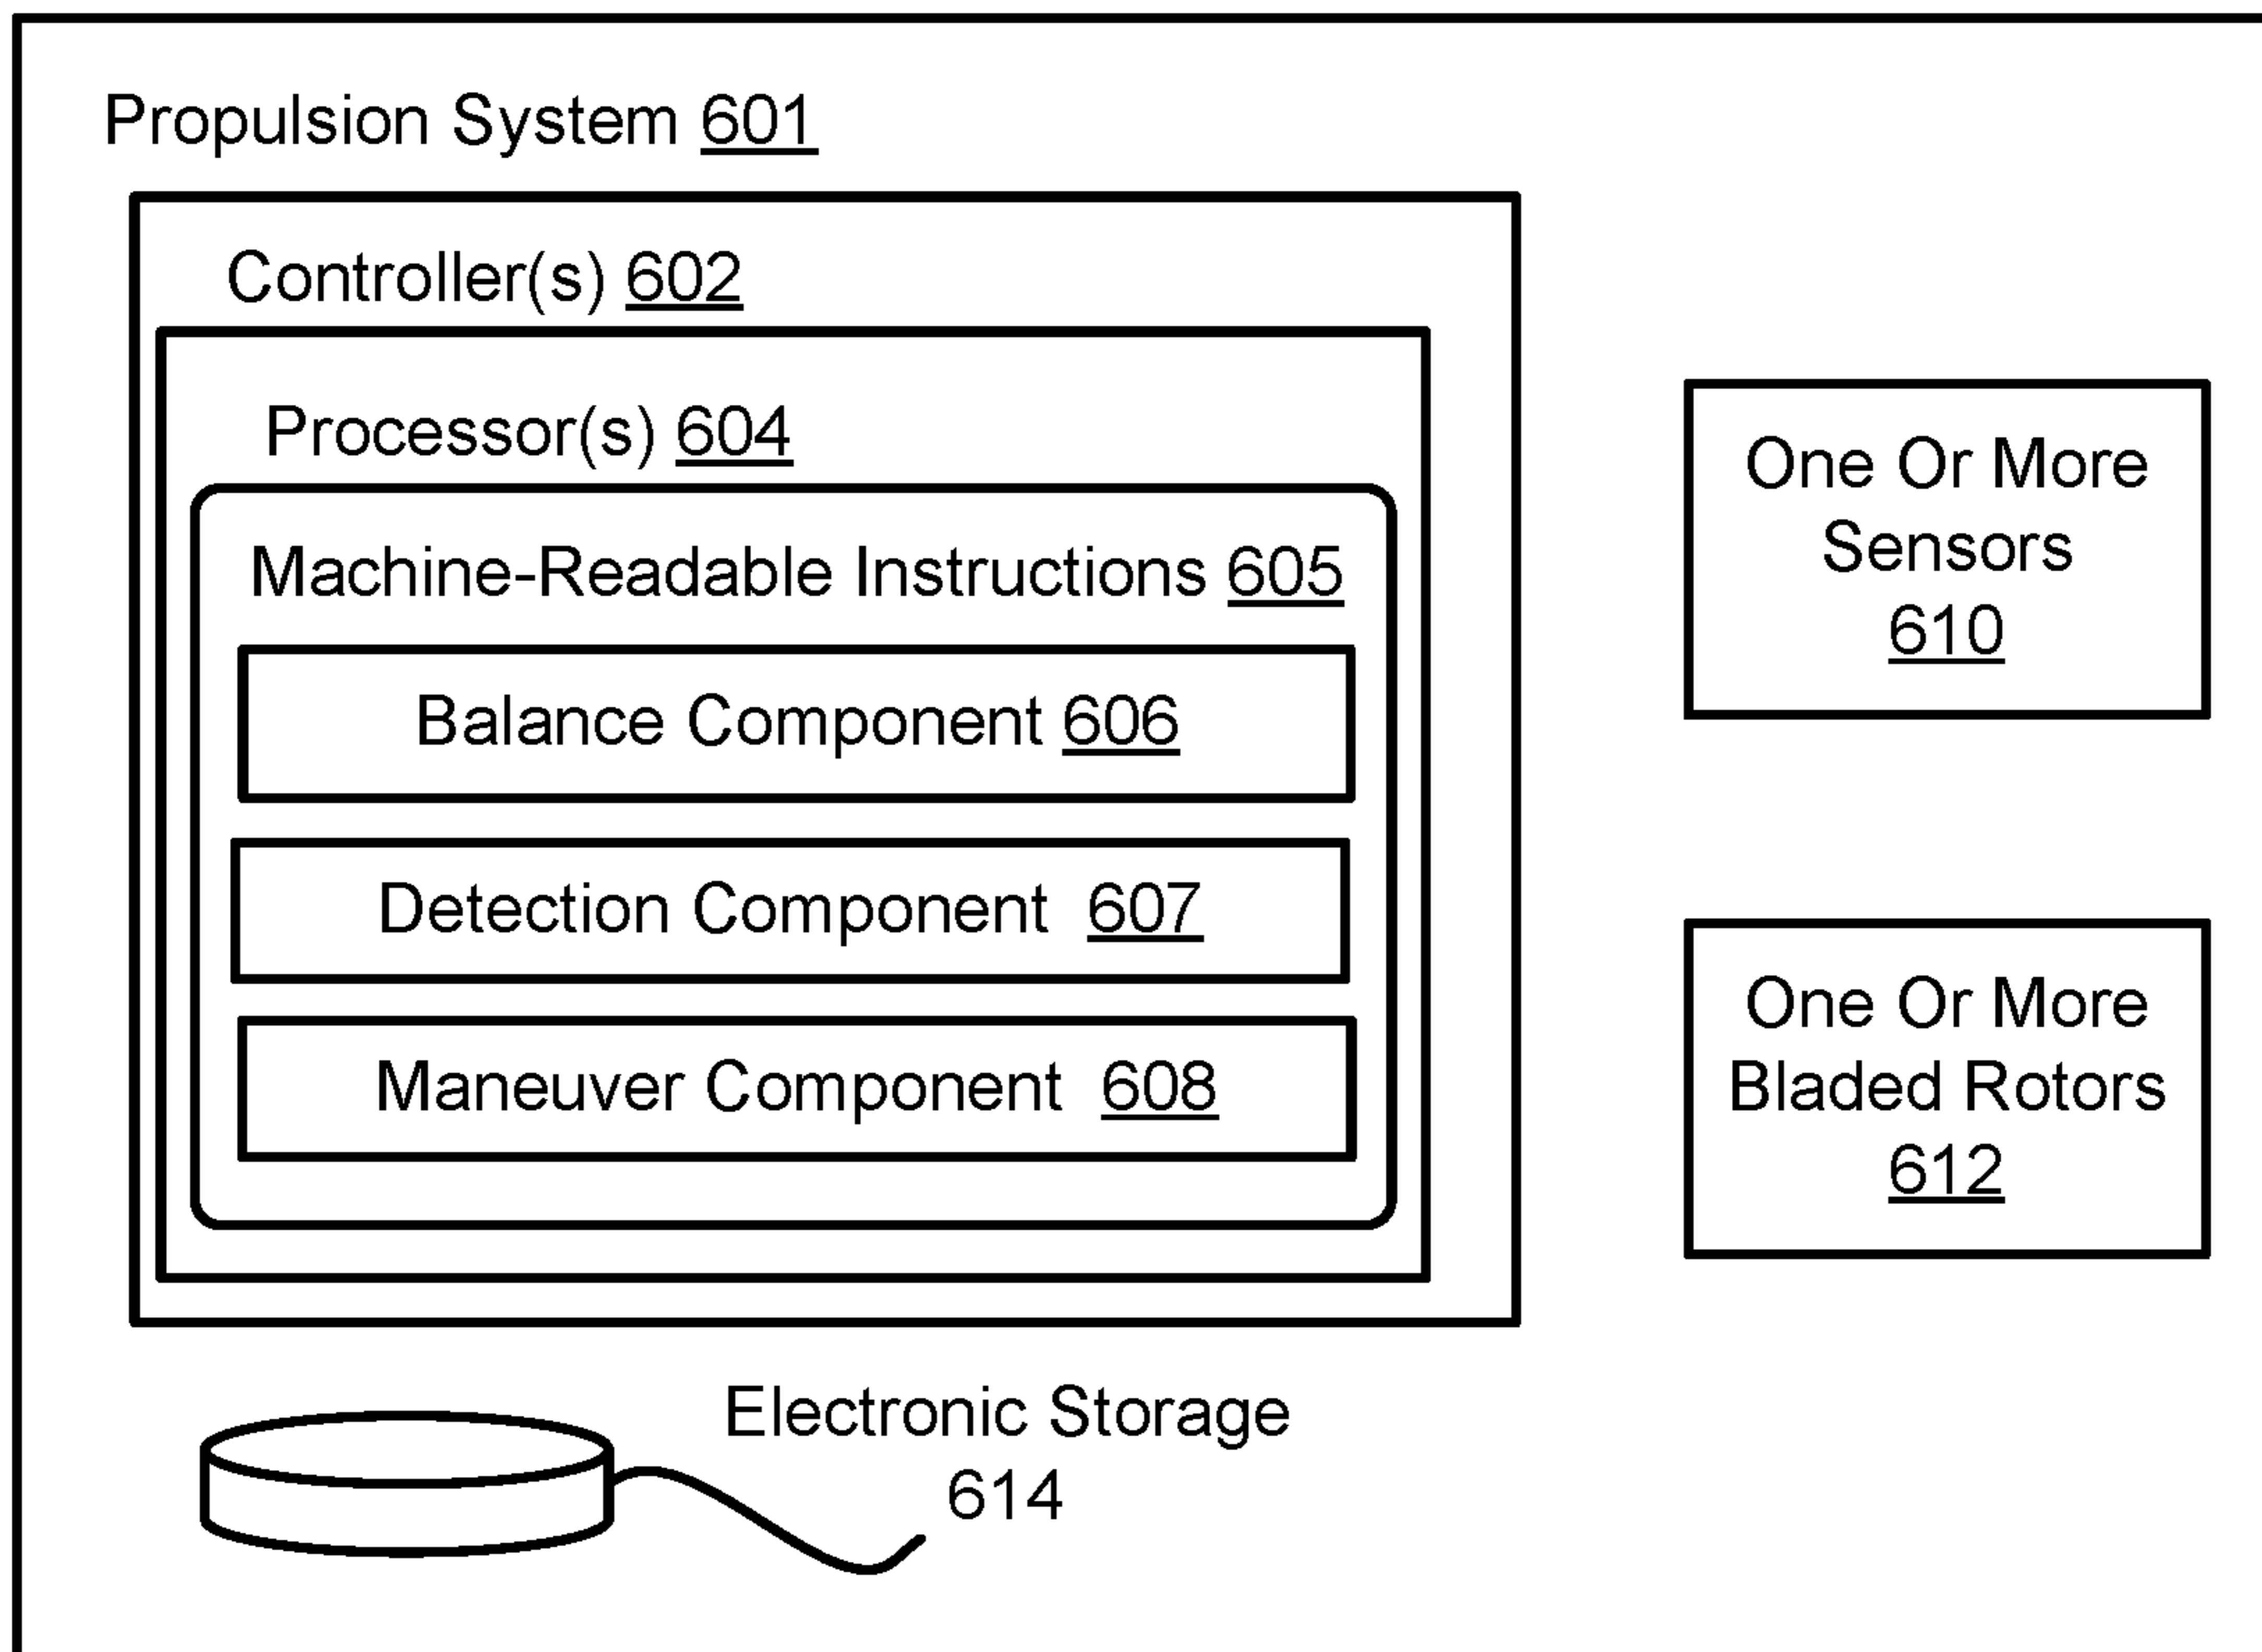 Propulsion System 601
Controller(s) 602
Processor(s) 604
Machine-Readable Instructions 605
Balance Component 606
Detection Component 607
Maneuver Component 608
One Or More
Sensors
610
One Or More
Bladed Rotors
612
Electronic Storage
614